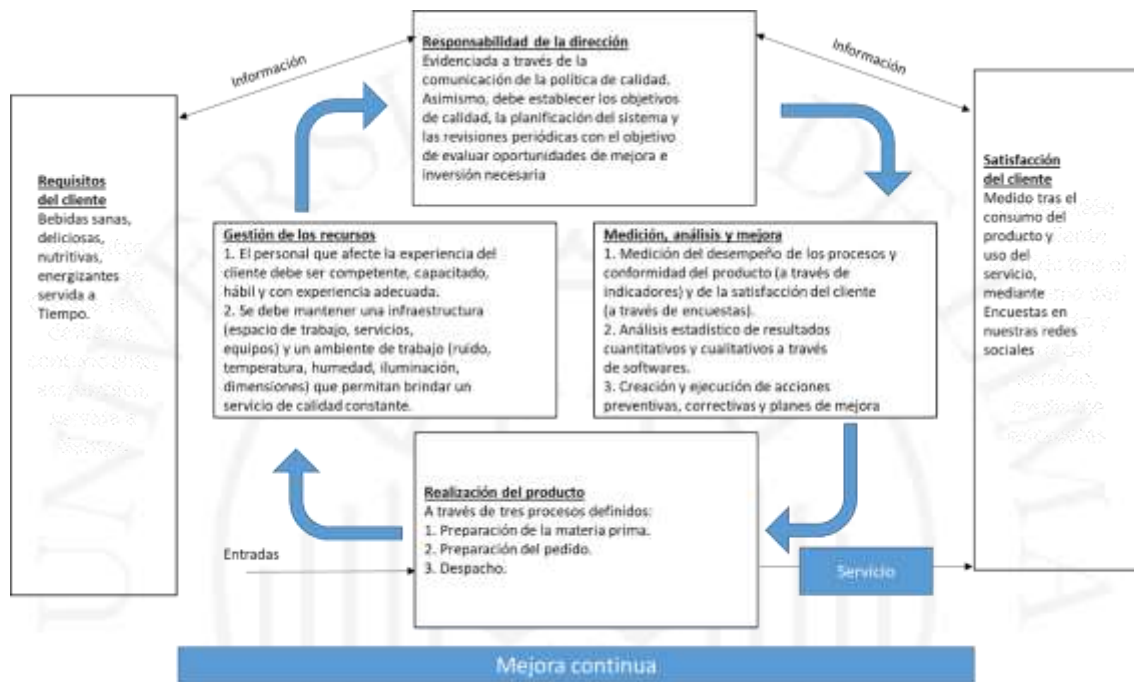 Responsabilidad de la dirección
Evidenciada a través de la
comunicación de la política de calidad.
Asimismo, debe establecer los objetivos
de calidad, la planificación del sistema y
las revisiones periódicas con el objetivo
de evaluar oportunidades de mejora e
inversión necesaria
Información
Información
Requisitos
del cliente
Bebidas sanas,
deliciosas,
nutritivas,
energizantes
servida a
Tiempo.
Gestión de los recursos
1. El personal que afecte la experiencia del
cliente debe ser competente, capacitado,
hábil y con experiencia adecuada.
2. Se debe mantener una infraestructura
(espacio de trabajo, servicios,
equipos) y un ambiente de trabajo (ruido,
temperatura, humedad, iluminación,
dimensiones) que permitan brindar un
servicio de calidad constante.
Medición, análisis y mejora
1. Medición del desempeño de los procesos y
conformidad del producto (a través de
indicadores) y de la satisfacción del cliente
(a través de encuestas).
2. Análisis estadístico de resultados
cuantitativos y cualitativos a través
de softwares.
3. Creación y ejecución de acciones
preventivas, correctivas y planes de mejora
Satisfacción
del cliente
Medido tras el
consumo del
producto y
uso del
servicio,
mediante
Encuestas en
nuestras redes
sociales
Realización del producto
A través de tres procesos definidos:
1. Preparación de la materia prima.
2. Preparación del pedido.
3. Despacho.
Entradas
Servicio
Mejora continua